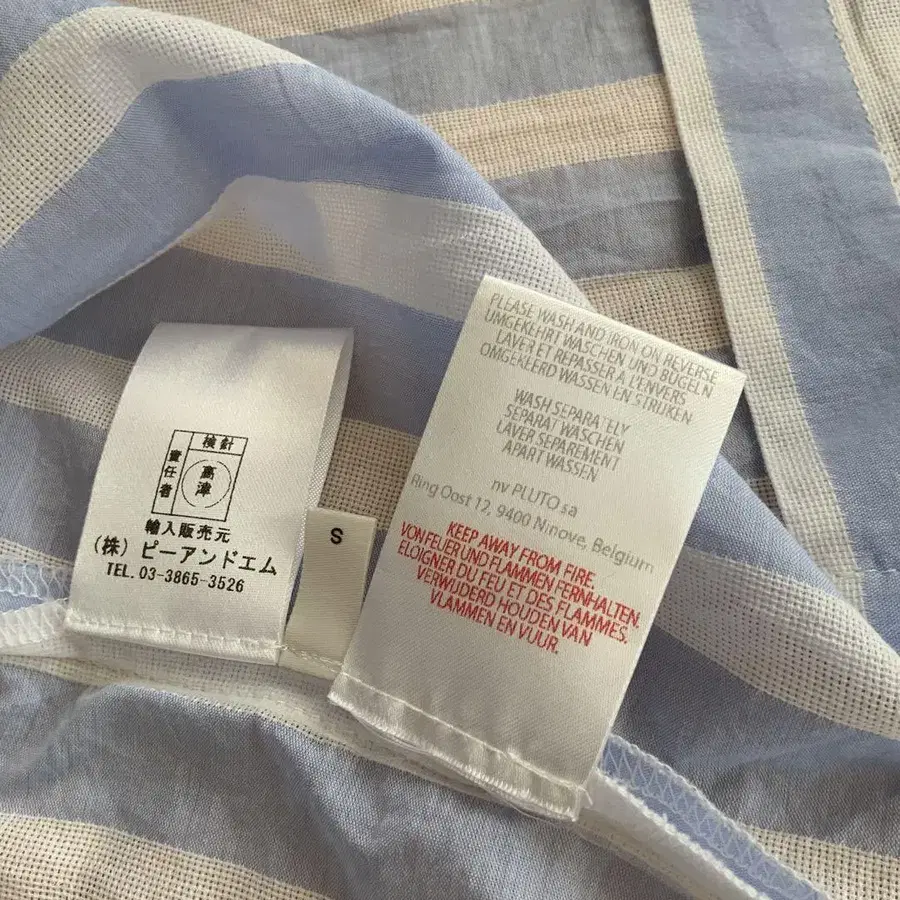 検針
責任者
高津
輸入販売元
(株) ピーアンドエム
TEL. 03-3865-3526
S
PLEASE WASH AND IRON ON REVERSE
UMGEKEHRT WASCHEN UND BÜGELN
LAVER ET REPASSER À L'ENVERS
OMGEKEERD WASSEN EN STRIJKEN
WASH SEPARATELY
SEPARAT WASCHEN
LAVER SEPAREMENT
APART WASSEN
nv PLUTO sa
Ring Oost 12, 9400 Ninove, Belgium
KEEP AWAY FROM FIRE.
VON FEUER UND FLAMMEN FERNHALTEN.
ELOIGNER DU FEU ET DES FLAMMES.
VERWIJDERD HOUDEN VAN
VLAMMEN EN VUUR.